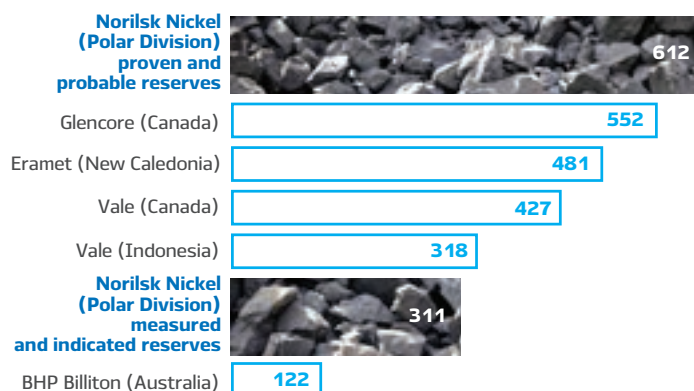 Norilsk Nickel
(Polar Division)
proven and
probable reserves
612
Glencore (Canada)
552
Eramet (New Caledonia)
481
Vale (Canada)
427
Vale (Indonesia)
318
Norilsk Nickel
(Polar Division)
measured
and indicated reserves
311
BHP Billiton (Australia)
122